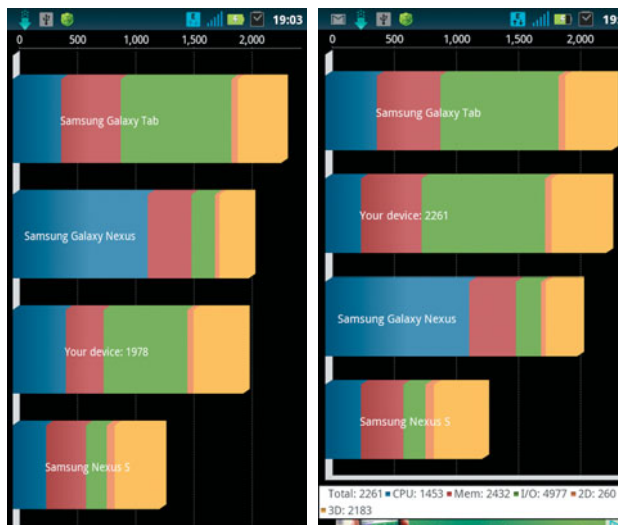 19:03
0 500 1,000 1,500 2,000
Samsung Galaxy Tab
Samsung Galaxy Nexus
Your device: 1978
Samsung Nexus S
19:
0 500 1,000 1,500 2,000
Samsung Galaxy Tab
Your device: 2261
Samsung Galaxy Nexus
Samsung Nexus S
Total: 2261 CPU: 1453 Mem: 2432 I/O: 4977 2D: 260
3D: 2183